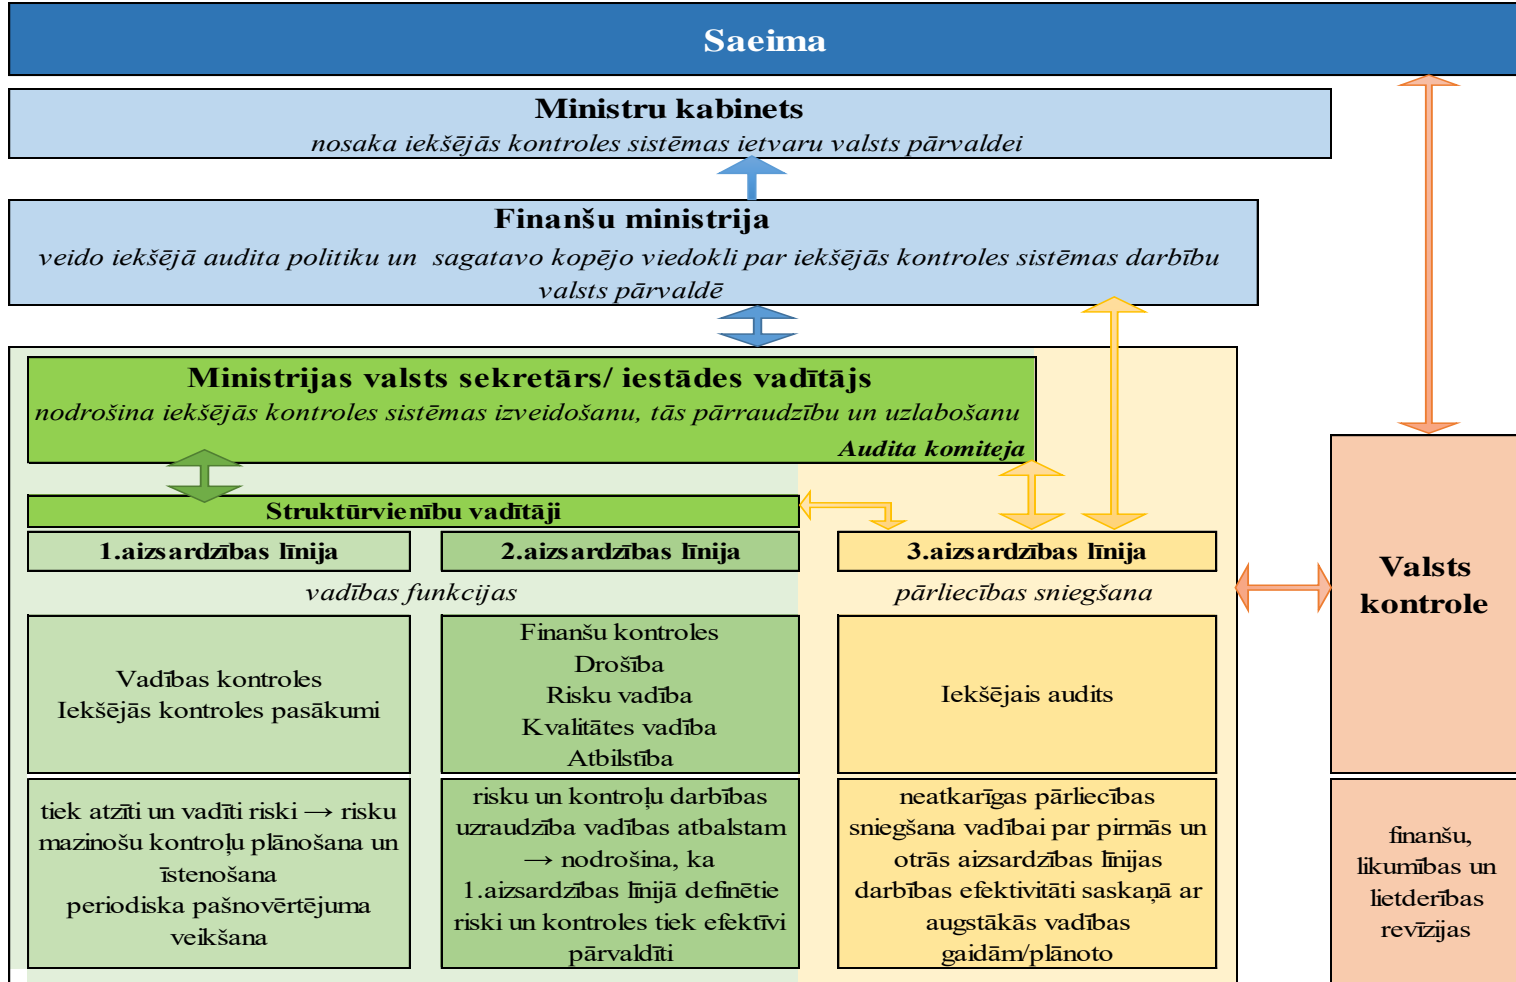 Saeima
Ministru kabinets
nosaka iekšējās kontroles sistēmas ietvaru valsts pārvaldei
Finanšu ministrija
veido iekšējā audita politiku un sagatavo kopējo viedokli par iekšējās kontroles sistēmas darbību
valsts pārvaldē
Ministrijas valsts sekretārs/ iestādes vadītājs
nodrošina iekšējās kontroles sistēmas izveidošanu, tās pārraudzību un uzlabošanu
Audita komiteja
Struktūrvienību vadītāji
1.aizsardzības līnija
2.aizsardzības līnija
3.aizsardzības līnija
vadības funkcijas
pārliecības sniegšana
Vadības kontroles
Iekšējās kontroles pasākumi
Finanšu kontroles
Drošība
Risku vadība
Kvalitātes vadība
Atbilstība
Iekšējais audits
Valsts
kontrole
tiek atzīti un vadīti riski → risku
mazinošu kontroļu plānošana un
īstenošana
periodiska pašnovērtējuma
veikšana
risku un kontroļu darbības
uzraudzība vadības atbalstam
→ nodrošina, ka
1.aizsardzības līnijā definētie
riski un kontroles tiek efektīvi
pārvaldīti
neatkarīgas pārliecības
sniegšana vadībai par pirmās un
otrās aizsardzības līnijas
darbības efektivitāti saskaņā ar
augstākās vadības
gaidām/plānoto
finanšu,
likumības un
lietderības
revīzijas